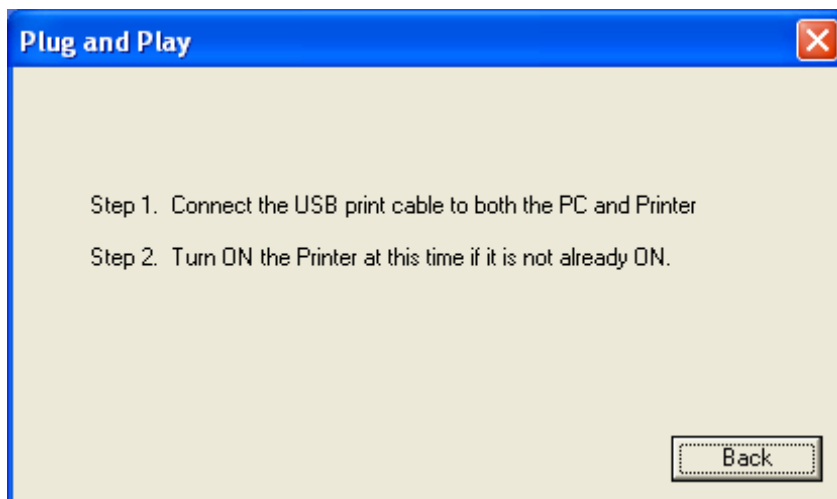 Plug and Play
Step 1. Connect the USB print cable to both the PC and Printer
Step 2. Turn ON the Printer at this time if it is not already ON.
Back